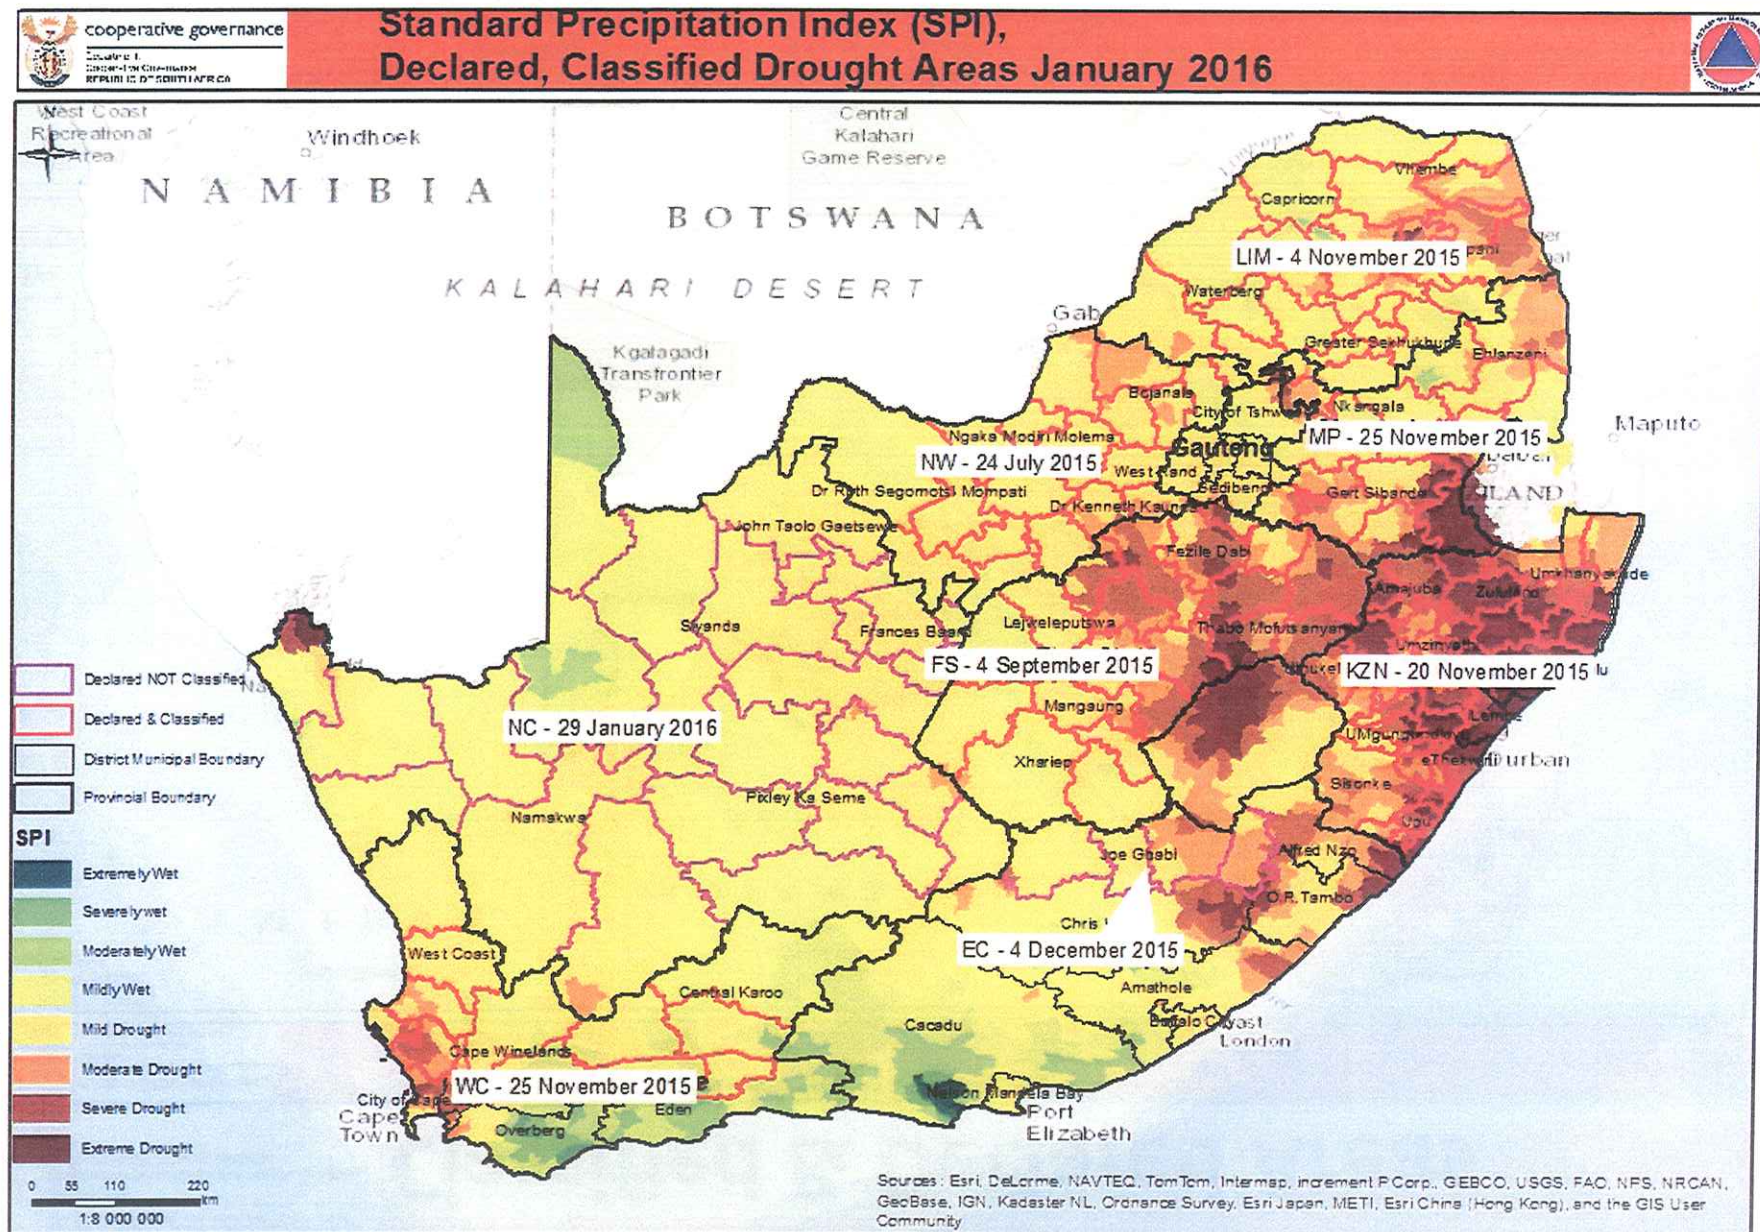 cooperative governance
REPUBLIC OF SOUTH AFRICA
Standard Precipitation Index (SPI),
Declared, Classified Drought Areas January 2016
West Coast
Recreational
Area
Windhoek
Central
Kalahari
Game Reserve
NAMIBIA
BOTSWANA
KALAHARI DESERT
Kgalagadi
Transfrontier
Park
Gab
Maputo
Vhembe
Capricorn
LIM - 4 November 2015
Waterberg
Greater Sekhukhune
Ehlanzeni
Bojanala
City of Tshw
Nkangala
Ngaka Modiri Molema
Gauteng
MP - 25 November 2015
NW - 24 July 2015
West Rand
Sedibeng
Dr Ruth Segomotsi Mompati
Gert Sibande
ILAND
Dr Kenneth Kaunda
John Taolo Gaetsewe
Fezile Dabi
Amajuba
Umkhanyakude
Zululand
Siyanda
Frances Baard
Lejweleputswa
Thabo Mofutsanyan
Umzinyath
FS - 4 September 2015
KZN - 20 November 2015
lu
Mangaung
NC - 29 January 2016
UMgungundlovu
eThekwini
Durban
Xhariep
Sisonke
Pixley Ka Seme
Namakwa
Ugu
Joe Gqabi
Alfred Nzo
O.R. Tambo
Chris
West Coast
EC - 4 December 2015
Central Karoo
Amathole
Cacadu
Buffalo City
East
London
Cape Winelands
WC - 25 November 2015
City of Cape
Cape
Town
Eden
Overberg
Nelson Mandela Bay
Port
Elizabeth
Declared NOT Classified
Declared & Classified
District Municipal Boundary
Provincial Boundary
SPI
Extremely Wet
Severely wet
Moderately Wet
Mildly Wet
Mild Drought
Moderate Drought
Severe Drought
Extreme Drought
0 55 110 220
km
1:8 000 000
Sources: Esri, DeLorme, NAVTEQ, TomTom, Intermap, increment P Corp., GEBCO, USGS, FAO, NPS, NRCAN,
GeoBase, IGN, Kadaster NL, Ordnance Survey, Esri Japan, METI, Esri China (Hong Kong), and the GIS User
Community